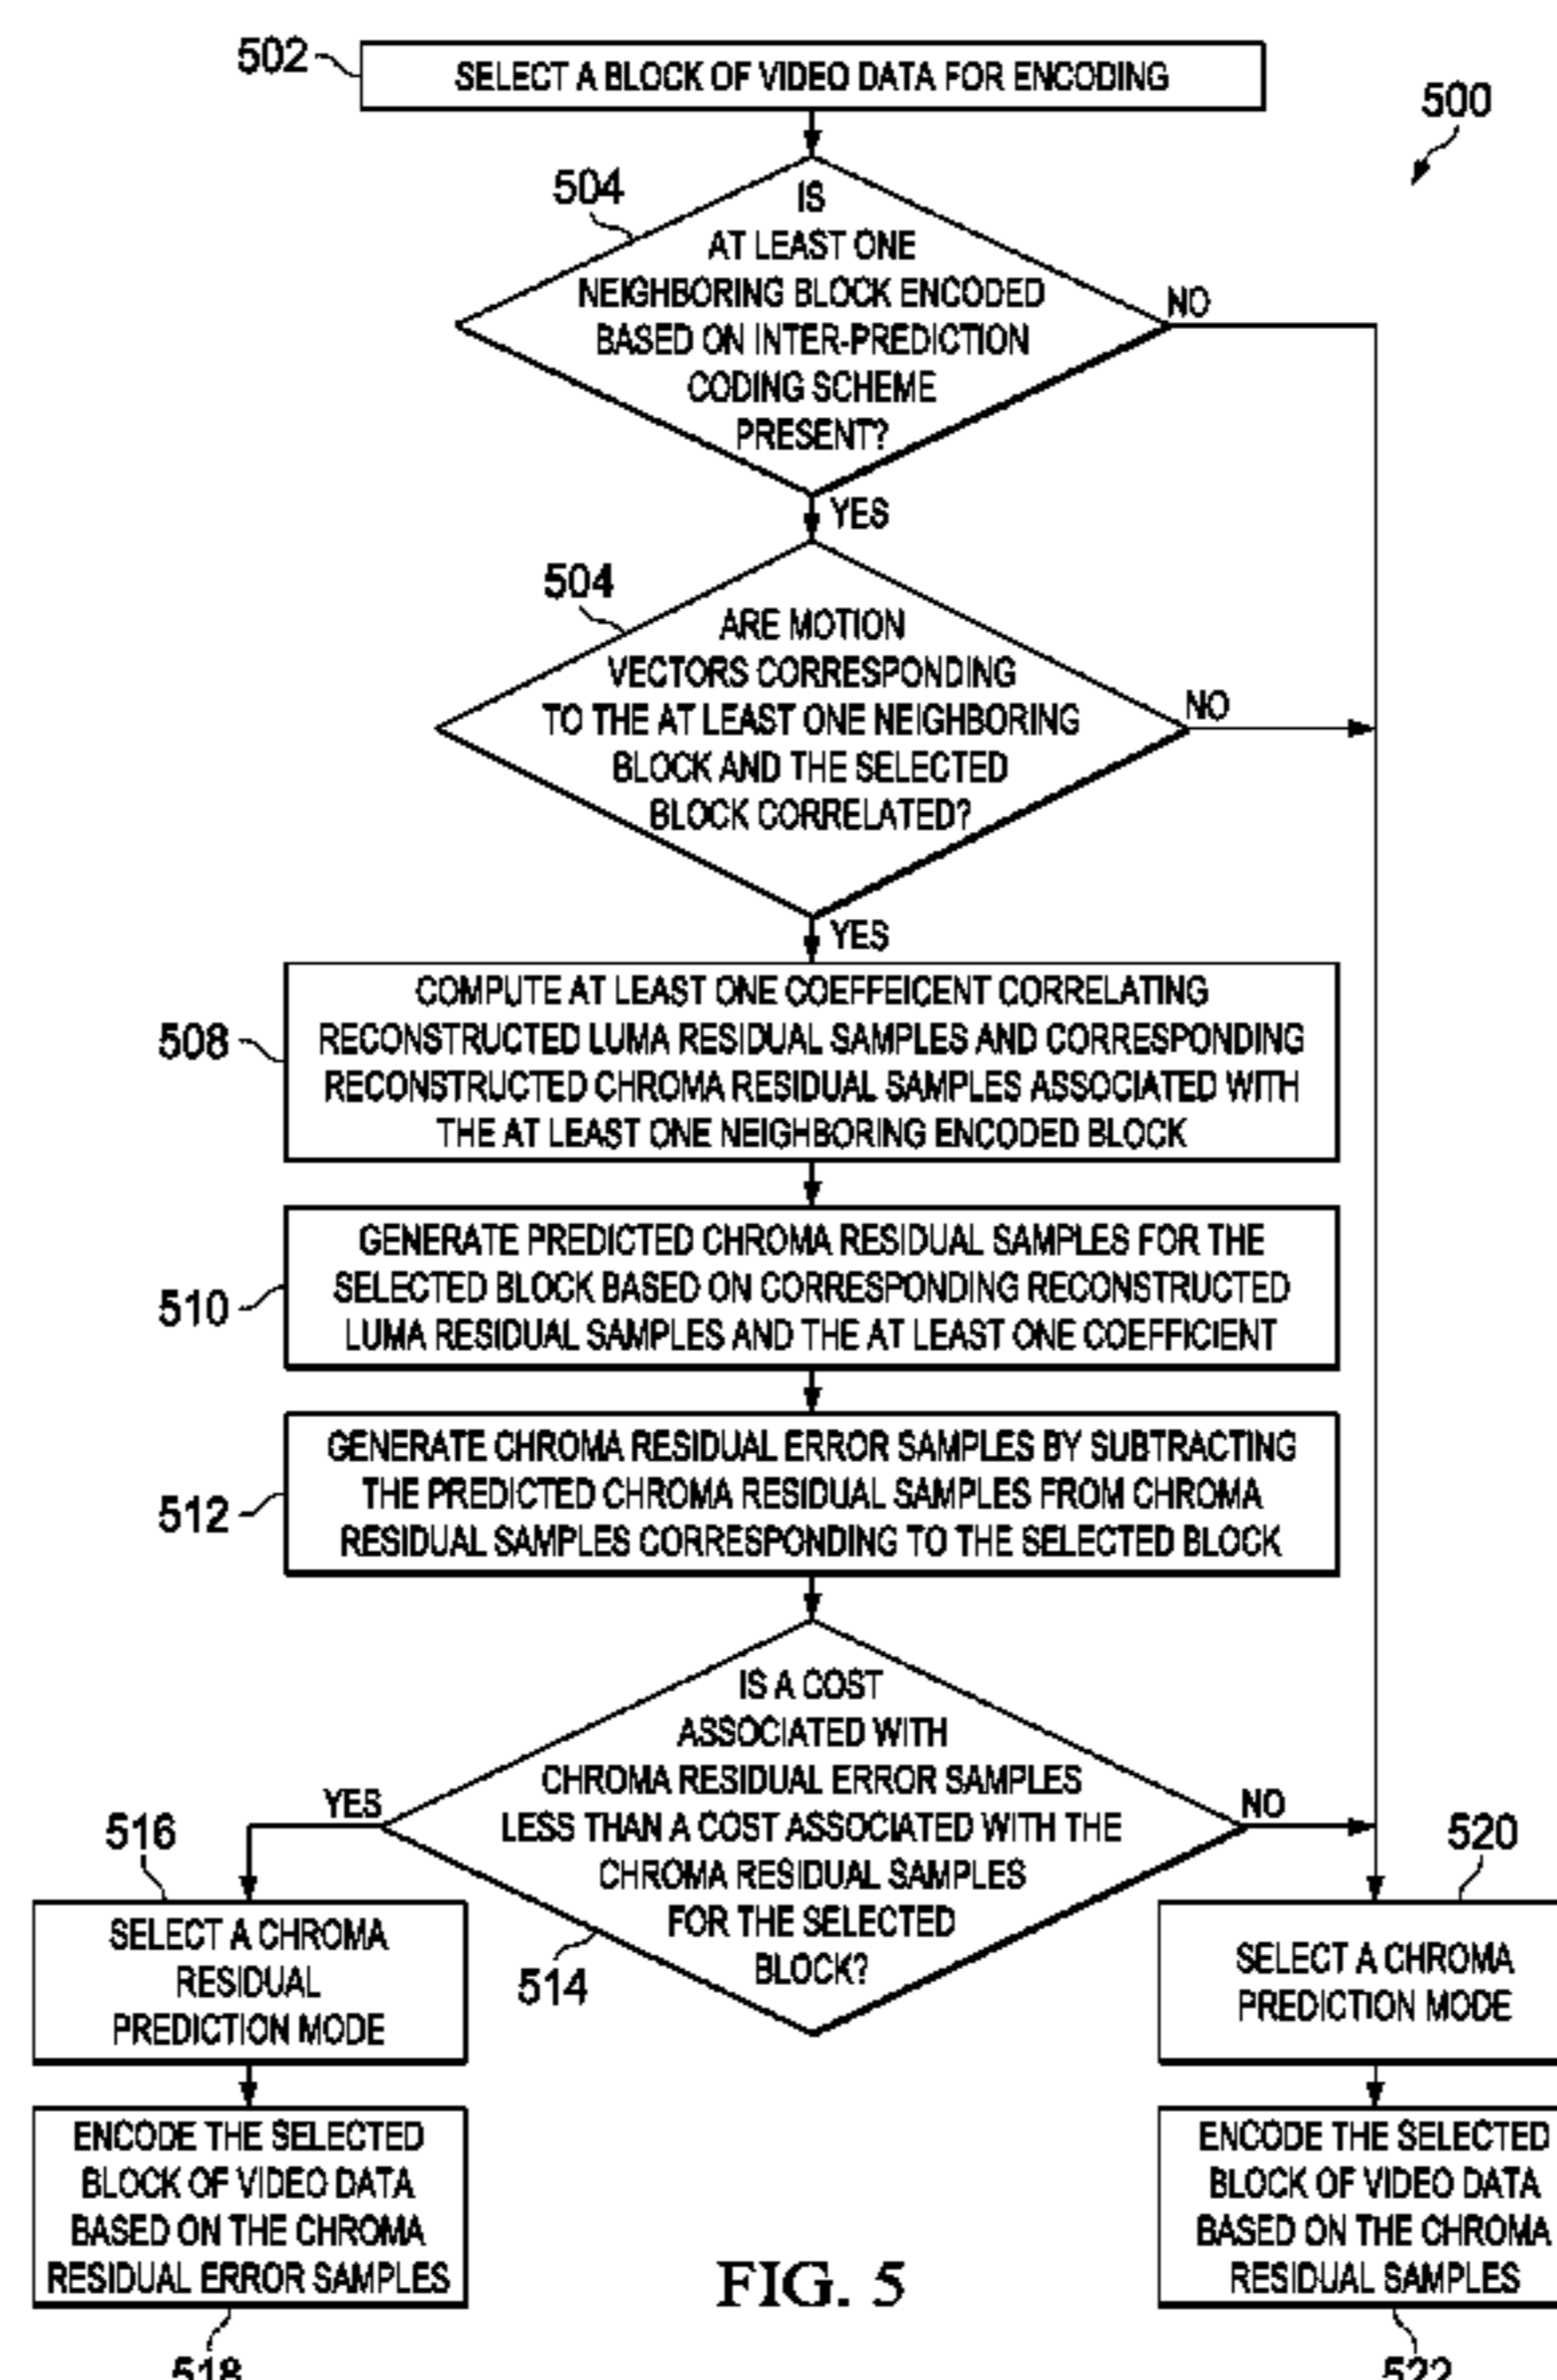 502
SELECT A BLOCK OF VIDEO DATA FOR ENCODING
500
504
IS
AT LEAST ONE
NEIGHBORING BLOCK ENCODED
BASED ON INTER-PREDICTION
CODING SCHEME
PRESENT?
NO
YES
504
ARE MOTION
VECTORS CORRESPONDING
TO THE AT LEAST ONE NEIGHBORING
BLOCK AND THE SELECTED
BLOCK CORRELATED?
NO
YES
508
COMPUTE AT LEAST ONE COEFFEICENT CORRELATING
RECONSTRUCTED LUMA RESIDUAL SAMPLES AND CORRESPONDING
RECONSTRUCTED CHROMA RESIDUAL SAMPLES ASSOCIATED WITH
THE AT LEAST ONE NEIGHBORING ENCODED BLOCK
510
GENERATE PREDICTED CHROMA RESIDUAL SAMPLES FOR THE
SELECTED BLOCK BASED ON CORRESPONDING RECONSTRUCTED
LUMA RESIDUAL SAMPLES AND THE AT LEAST ONE COEFFICIENT
512
GENERATE CHROMA RESIDUAL ERROR SAMPLES BY SUBTRACTING
THE PREDICTED CHROMA RESIDUAL SAMPLES FROM CHROMA
RESIDUAL SAMPLES CORRESPONDING TO THE SELECTED BLOCK
IS A COST
ASSOCIATED WITH
CHROMA RESIDUAL ERROR SAMPLES
LESS THAN A COST ASSOCIATED WITH THE
CHROMA RESIDUAL SAMPLES
FOR THE SELECTED
BLOCK?
514
YES
NO
516
SELECT A CHROMA
RESIDUAL
PREDICTION MODE
520
SELECT A CHROMA
PREDICTION MODE
ENCODE THE SELECTED
BLOCK OF VIDEO DATA
BASED ON THE CHROMA
RESIDUAL ERROR SAMPLES
518
ENCODE THE SELECTED
BLOCK OF VIDEO DATA
BASED ON THE CHROMA
RESIDUAL SAMPLES
522
FIG. 5